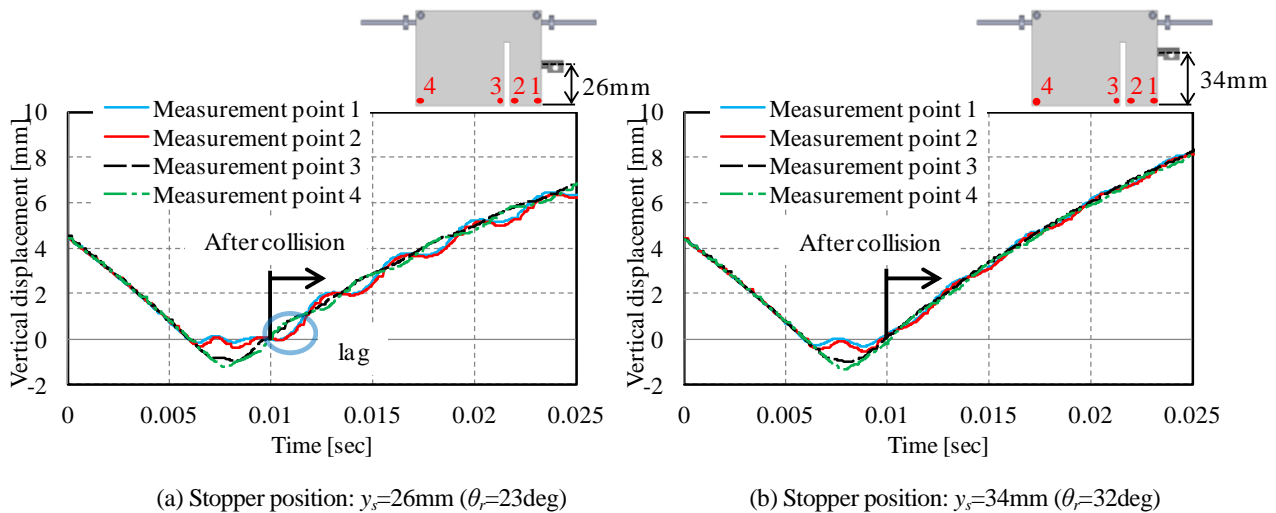 4 3 2 1 26mm
10
8
6
4
2
0
-2
Vertical displacement [mm]
Measurement point 1
Measurement point 2
Measurement point 3
Measurement point 4
After collision
lag
0 0.005 0.01 0.015 0.02 0.025
Time [sec]
(a) Stopper position: yₛ=26mm (θᵣ=23deg)
4 3 2 1 34mm
10
8
6
4
2
0
-2
Vertical displacement [mm]
Measurement point 1
Measurement point 2
Measurement point 3
Measurement point 4
After collision
0 0.005 0.01 0.015 0.02 0.025
Time [sec]
(b) Stopper position: yₛ=34mm (θᵣ=32deg)